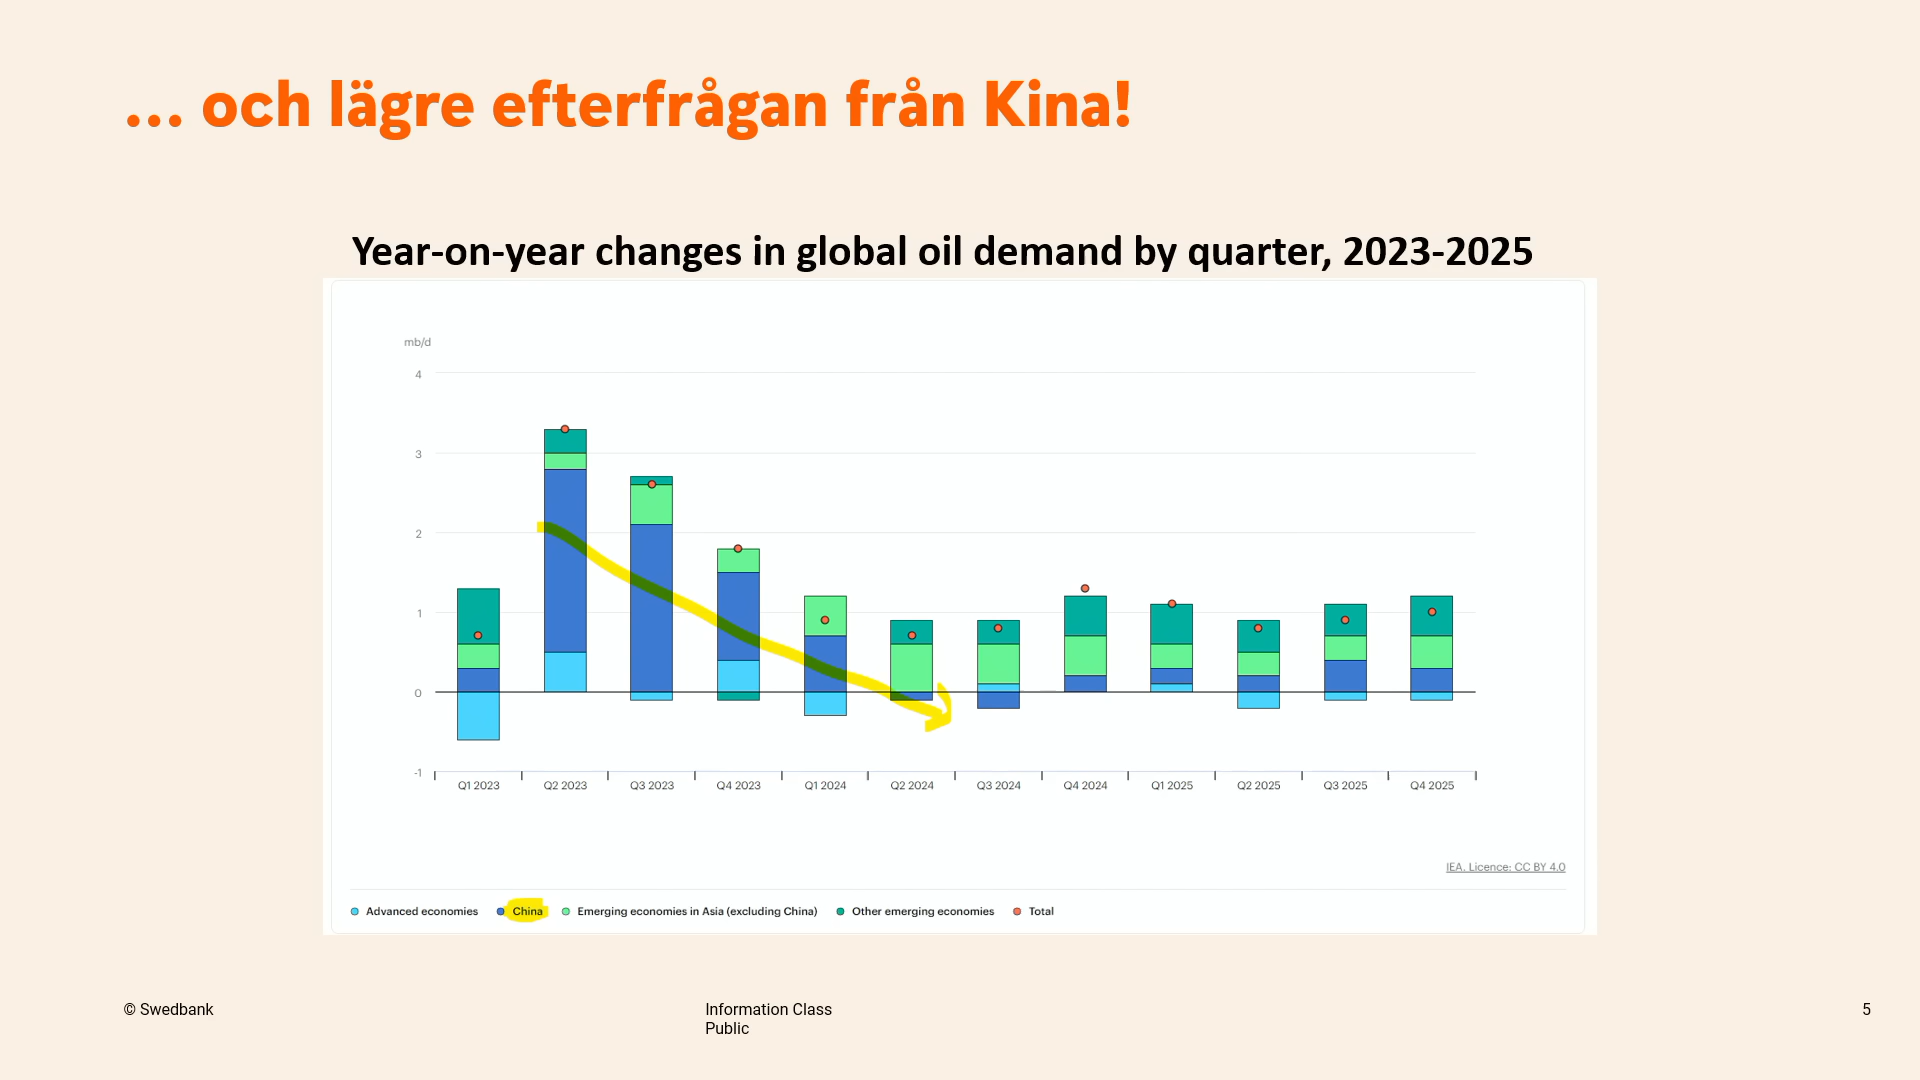 ... och lägre efterfrågan från Kina!
Year-on-year changes in global oil demand by quarter, 2023-2025
mb/d
4
3
2
1
0
-1
Q1 2023 Q2 2023 Q3 2023 Q4 2023 Q1 2024 Q2 2024 Q3 2024 Q4 2024 Q1 2025 Q2 2025 Q3 2025 Q4 2025
IEA. Licence: CC BY 4.0
Advanced economies China Emerging economies in Asia (excluding China) Other emerging economies Total
© Swedbank
Information Class
Public
5